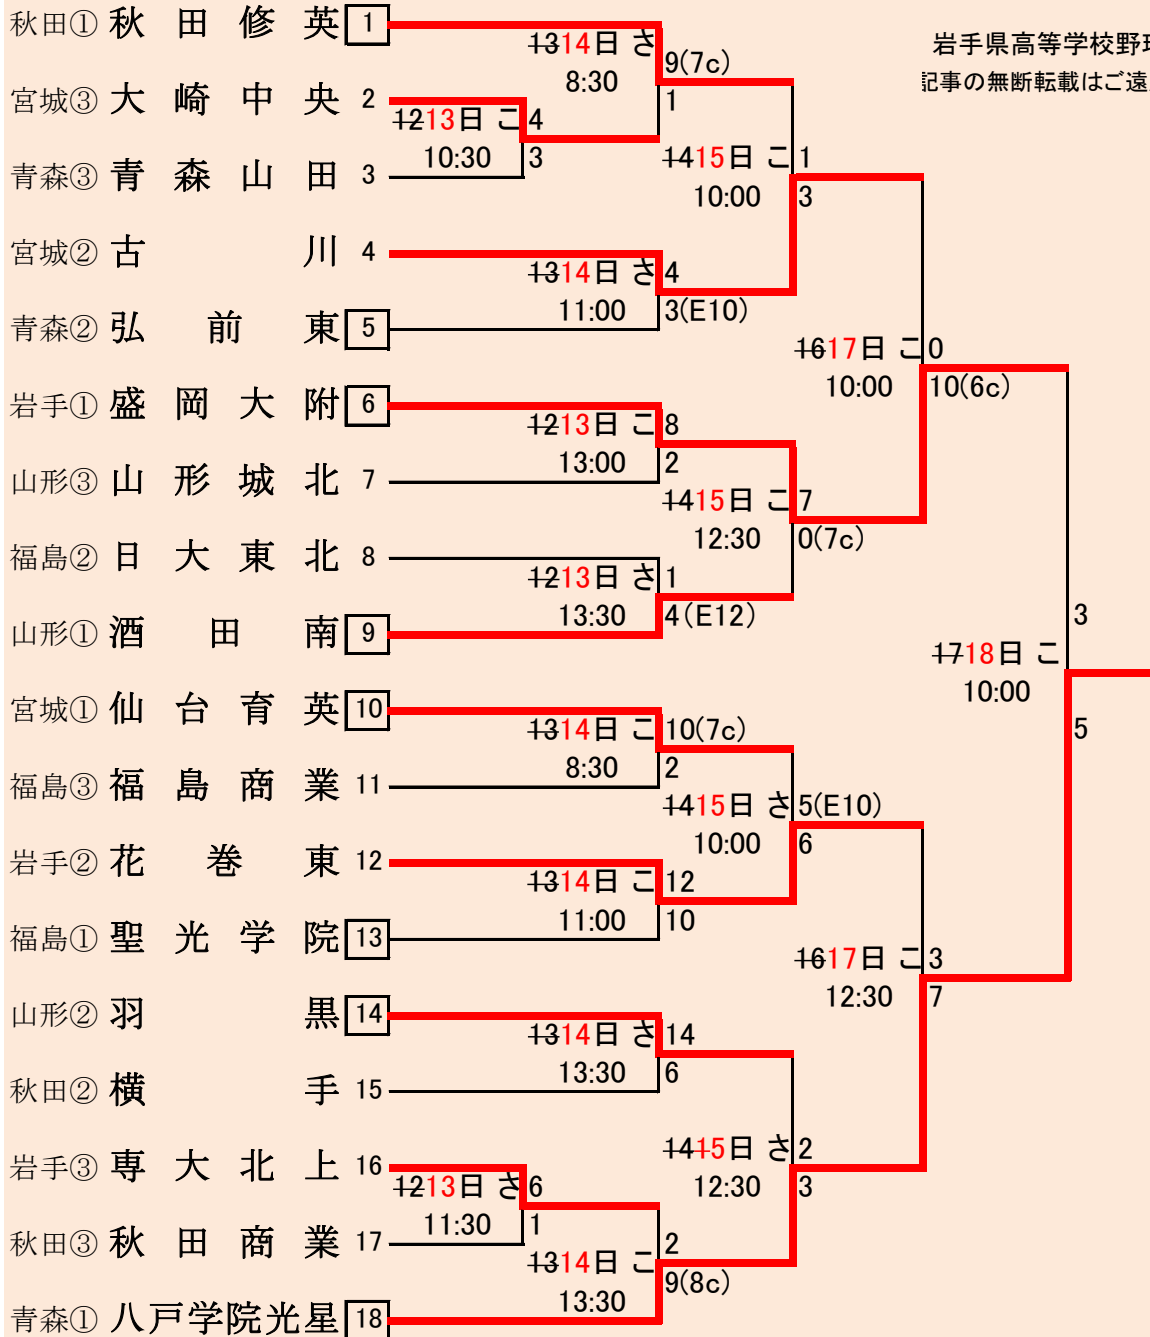 秋田① 秋田修英 1
1314日 さ 9(7c)
8:30 1
岩手県高等学校野
記事の無断転載はご遠
宮城③ 大崎中央 2
1213日 こ 4
10:30 3
青森③ 青森山田 3
1415日 こ 1
10:00 3
宮城② 古川 4
1314日 さ 4
11:00 3(E10)
青森② 弘前東 5
1617日 こ 0
10:00 10(6c)
岩手① 盛岡大附 6
1213日 こ 8
13:00 2
山形③ 山形城北 7
1415日 こ 7
12:30 0(7c)
福島② 日大東北 8
1213日 さ 1
13:30 4(E12)
山形① 酒田南 9
3
1718日 こ
10:00
5
宮城① 仙台育英 10
1314日 こ 10(7c)
8:30 2
福島③ 福島商業 11
1415日 さ 5(E10)
10:00 6
岩手② 花巻東 12
1314日 こ 12
11:00 10
福島① 聖光学院 13
1617日 こ 3
12:30 7
山形② 羽黒 14
1314日 さ 14
13:30 6
秋田② 横手 15
1415日 さ 2
12:30 3
岩手③ 専大北上 16
1213日 さ 6
11:30 1
秋田③ 秋田商業 17
1314日 こ 2
13:30 9(8c)
青森① 八戸学院光星 18